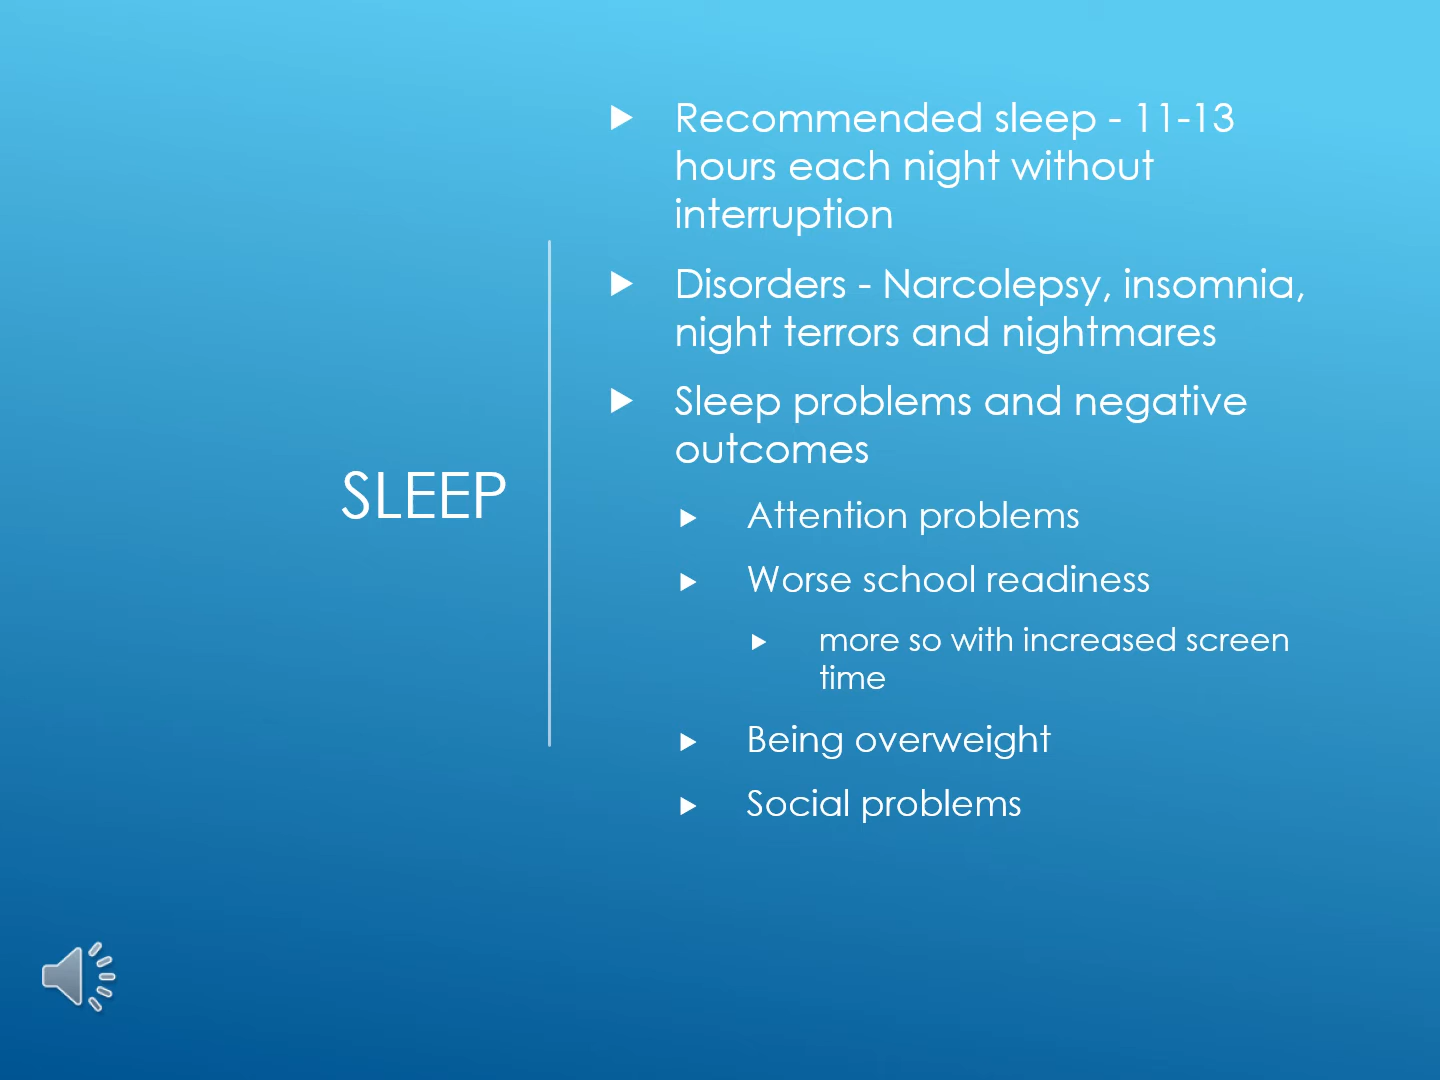 SLEEP
Recommended sleep - 11-13
hours each night without
interruption
Disorders - Narcolepsy, insomnia,
night terrors and nightmares
Sleep problems and negative
outcomes
Attention problems
Worse school readiness
more so with increased screen
time
Being overweight
Social problems